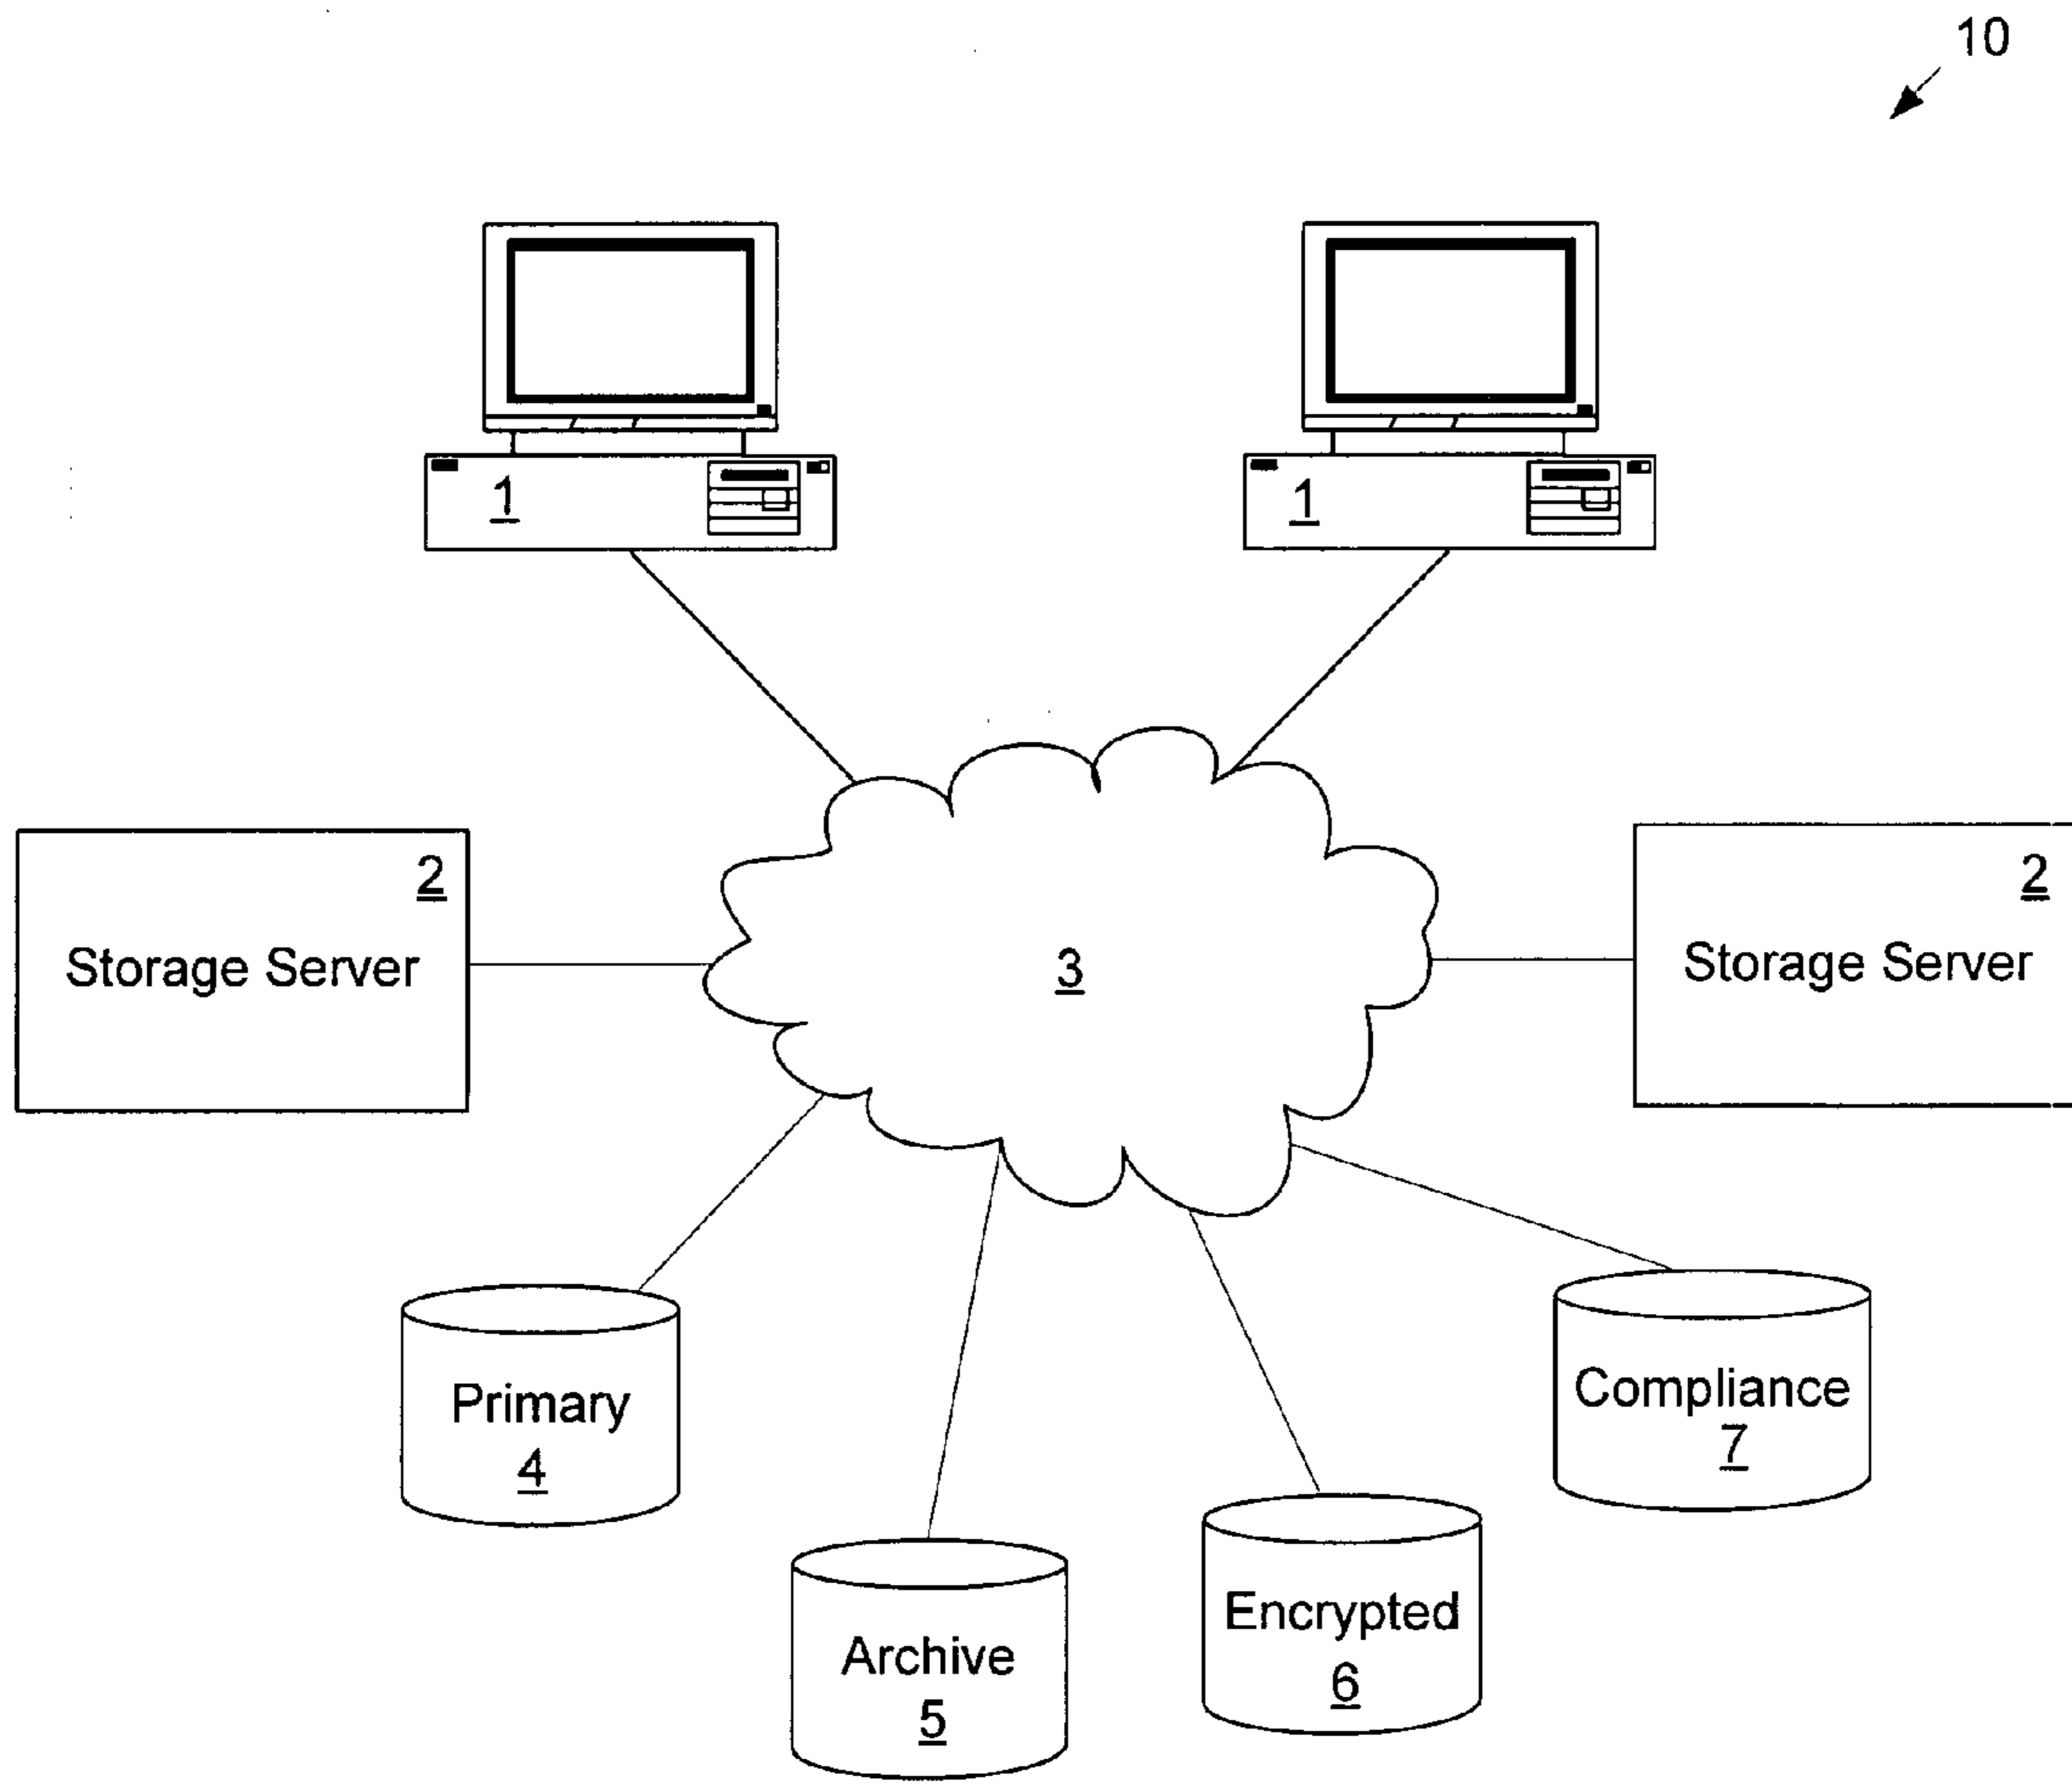 10
1
1
2
Storage Server
3
2
Storage Server
Primary
4
Archive
5
Encrypted
6
Compliance
7